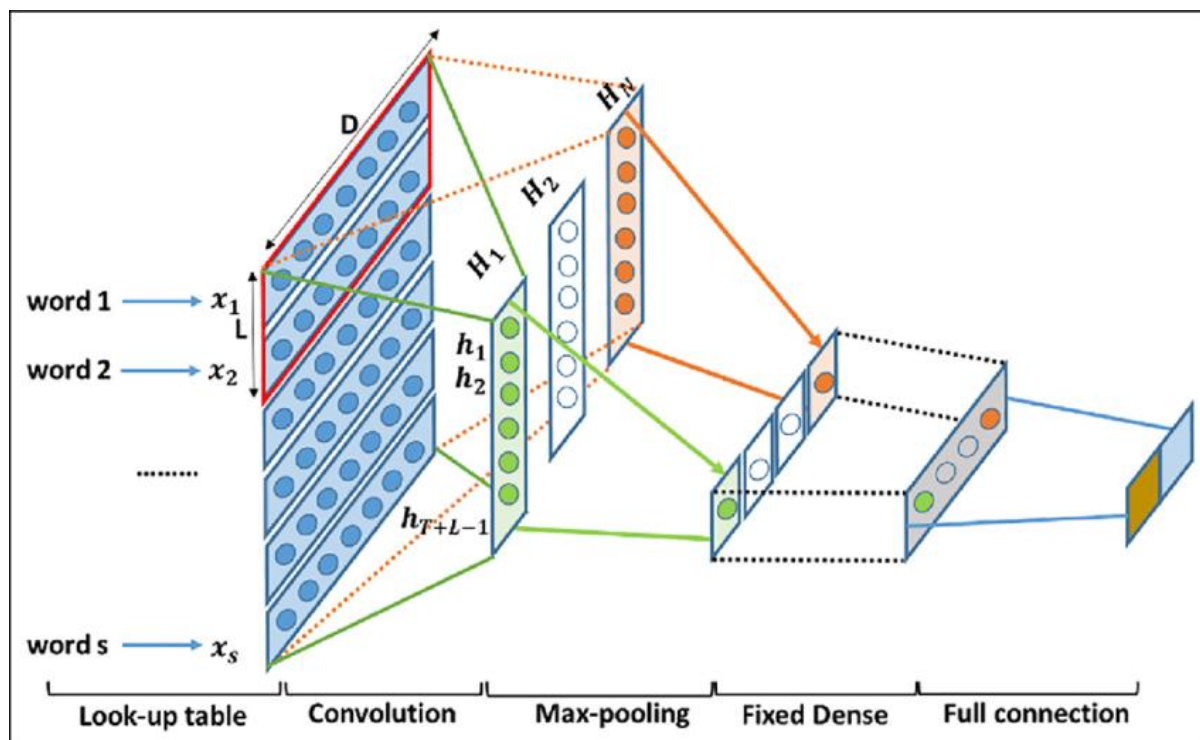 D
H_N
H_2
H_1
word 1 x_1
L
h_1
word 2 x_2
h_2
.........
h_{T+L-1}
word s x_s
Look-up table Convolution Max-pooling Fixed Dense Full connection